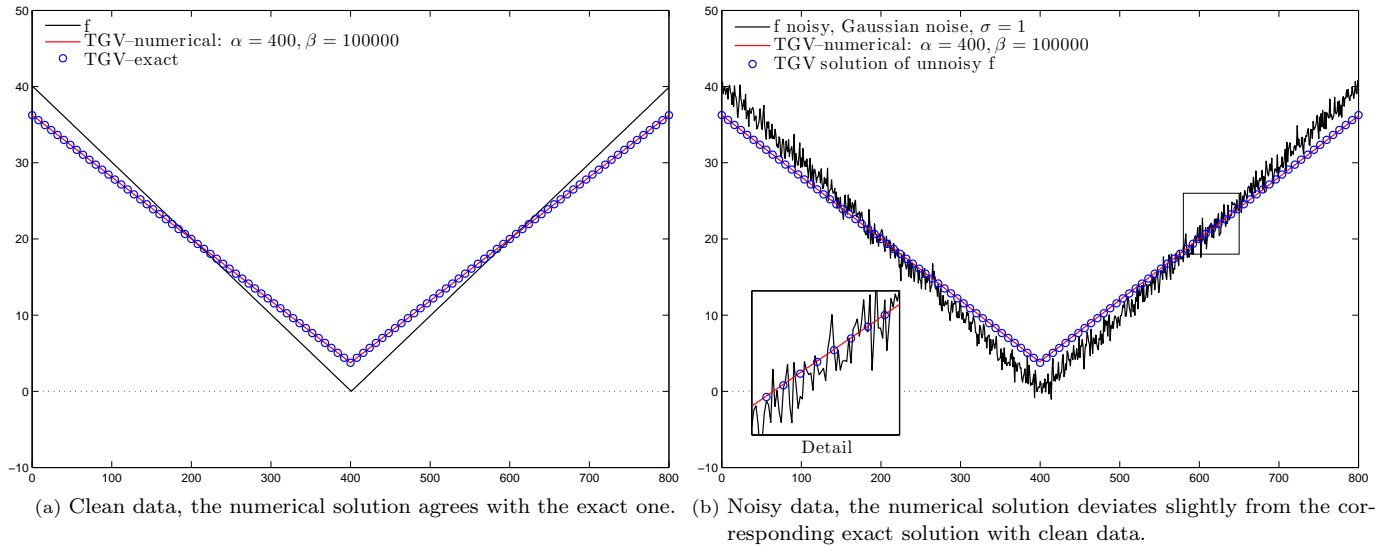 f
TGV–numerical: α = 400, β = 100000
TGV–exact
50
40
30
20
10
0
−10
0 100 200 300 400 500 600 700 800
(a) Clean data, the numerical solution agrees with the exact one.
f noisy, Gaussian noise, σ = 1
TGV–numerical: α = 400, β = 100000
TGV solution of unnoisy f
50
40
30
20
10
0
−10
Detail
0 100 200 300 400 500 600 700 800
(b) Noisy data, the numerical solution deviates slightly from the cor-
responding exact solution with clean data.